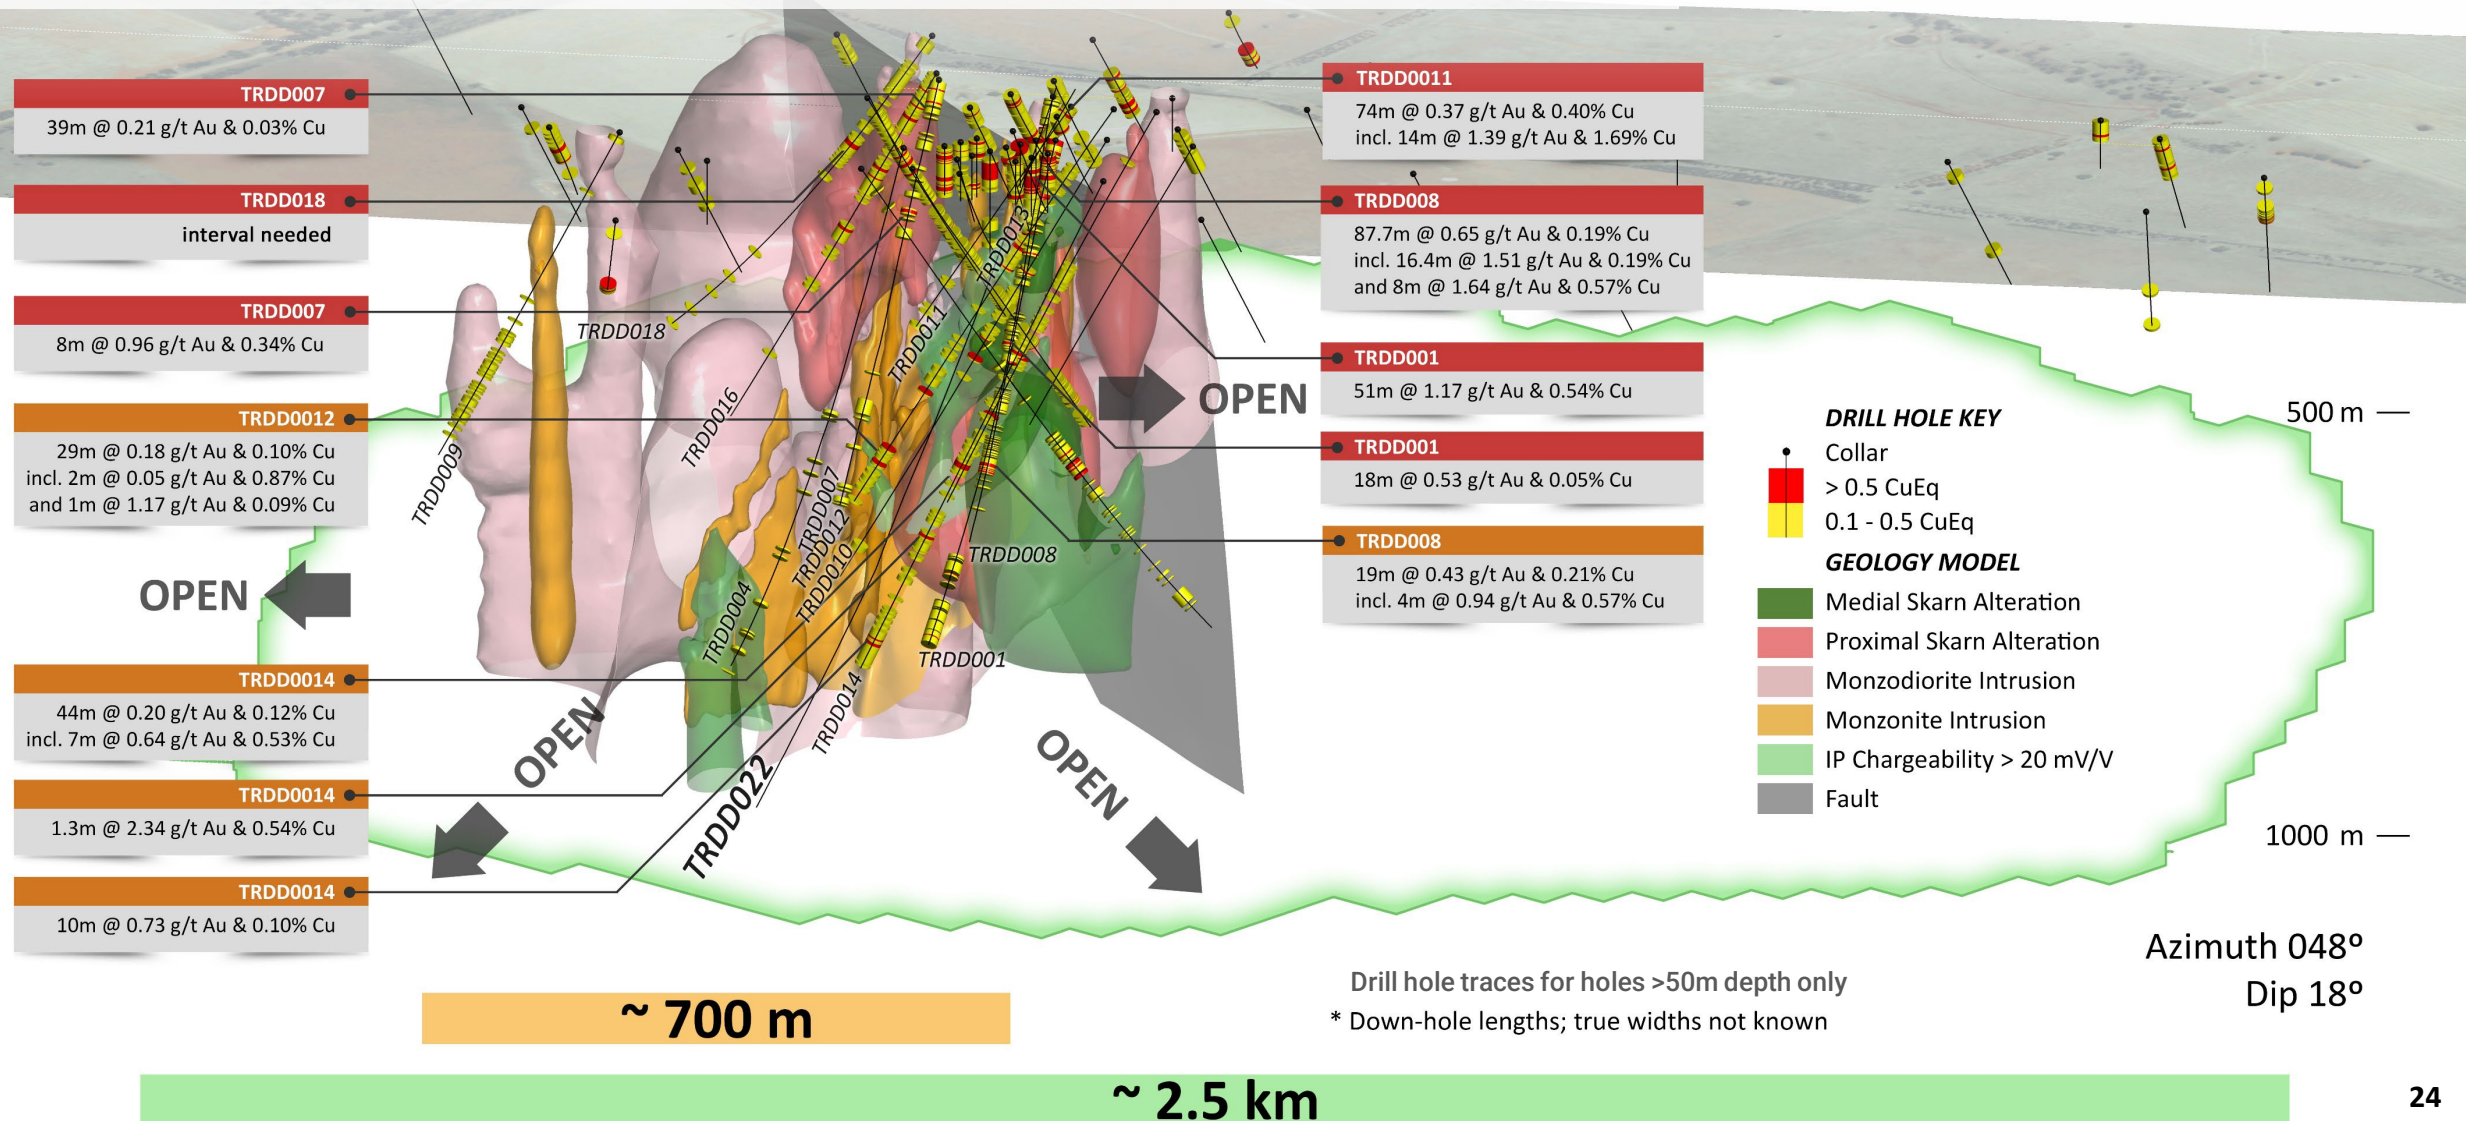 TRDD007
39m @ 0.21 g/t Au & 0.03% Cu
TRDD018
interval needed
TRDD007
8m @ 0.96 g/t Au & 0.34% Cu
TRDD0012
29m @ 0.18 g/t Au & 0.10% Cu
incl. 2m @ 0.05 g/t Au & 0.87% Cu
and 1m @ 1.17 g/t Au & 0.09% Cu
OPEN
TRDD0014
44m @ 0.20 g/t Au & 0.12% Cu
incl. 7m @ 0.64 g/t Au & 0.53% Cu
TRDD0014
1.3m @ 2.34 g/t Au & 0.54% Cu
TRDD0014
10m @ 0.73 g/t Au & 0.10% Cu
TRDD009
TRDD018
TRDD016
TRDD011
TRDD013
TRDD007
TRDD012
TRDD010
TRDD004
TRDD014
TRDD022
TRDD008
TRDD001
OPEN
OPEN
OPEN
TRDD0011
74m @ 0.37 g/t Au & 0.40% Cu
incl. 14m @ 1.39 g/t Au & 1.69% Cu
TRDD008
87.7m @ 0.65 g/t Au & 0.19% Cu
incl. 16.4m @ 1.51 g/t Au & 0.19% Cu
and 8m @ 1.64 g/t Au & 0.57% Cu
TRDD001
51m @ 1.17 g/t Au & 0.54% Cu
TRDD001
18m @ 0.53 g/t Au & 0.05% Cu
TRDD008
19m @ 0.43 g/t Au & 0.21% Cu
incl. 4m @ 0.94 g/t Au & 0.57% Cu
DRILL HOLE KEY
Collar
> 0.5 CuEq
0.1 - 0.5 CuEq
GEOLOGY MODEL
Medial Skarn Alteration
Proximal Skarn Alteration
Monzodiorite Intrusion
Monzonite Intrusion
IP Chargeability > 20 mV/V
Fault
500 m
1000 m
Azimuth 048º
Dip 18º
Drill hole traces for holes >50m depth only
* Down-hole lengths; true widths not known
~ 700 m
~ 2.5 km
24